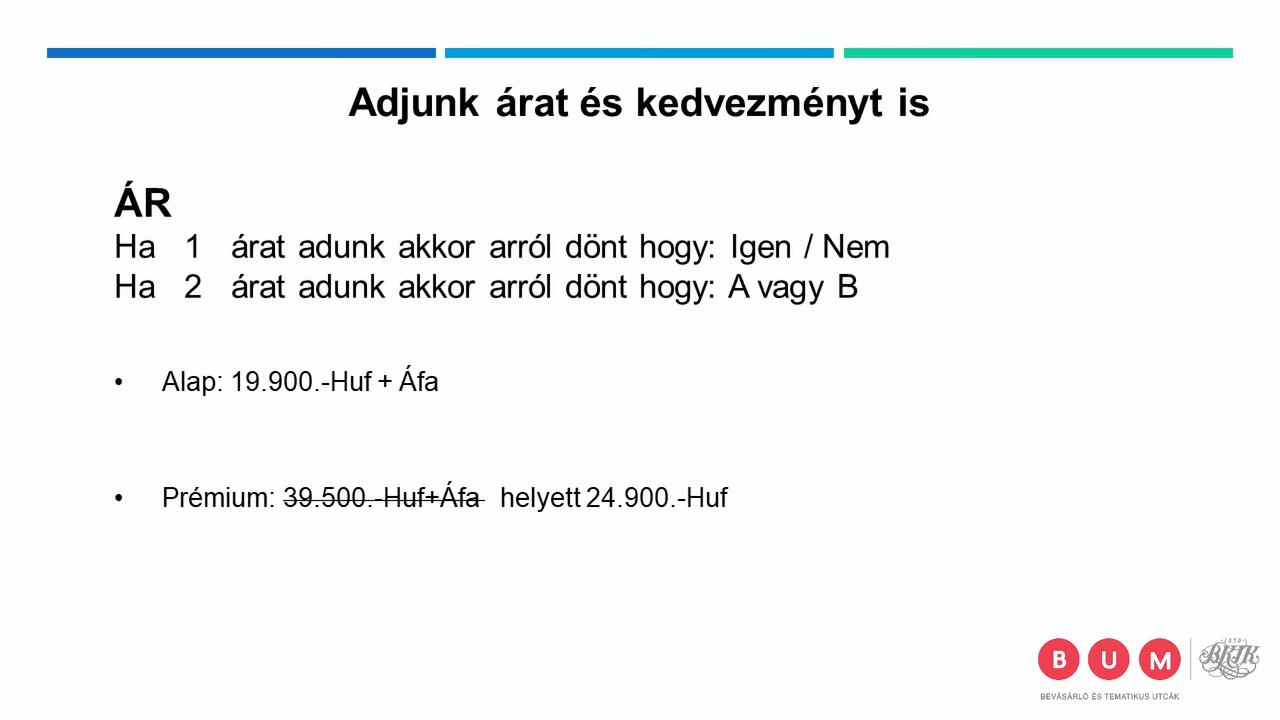 Adjunk árat és kedvezményt is
ÁR
Ha 1 árat adunk akkor arról dönt hogy: Igen / Nem
Ha 2 árat adunk akkor arról dönt hogy: A vagy B
• Alap: 19.900.-Huf + Áfa
• Prémium: 39.500.-Huf+Áfa helyett 24.900.-Huf
B U M
·1856·
BKIK
BEVÁSÁRLÓ ÉS TEMATIKUS UTCÁK